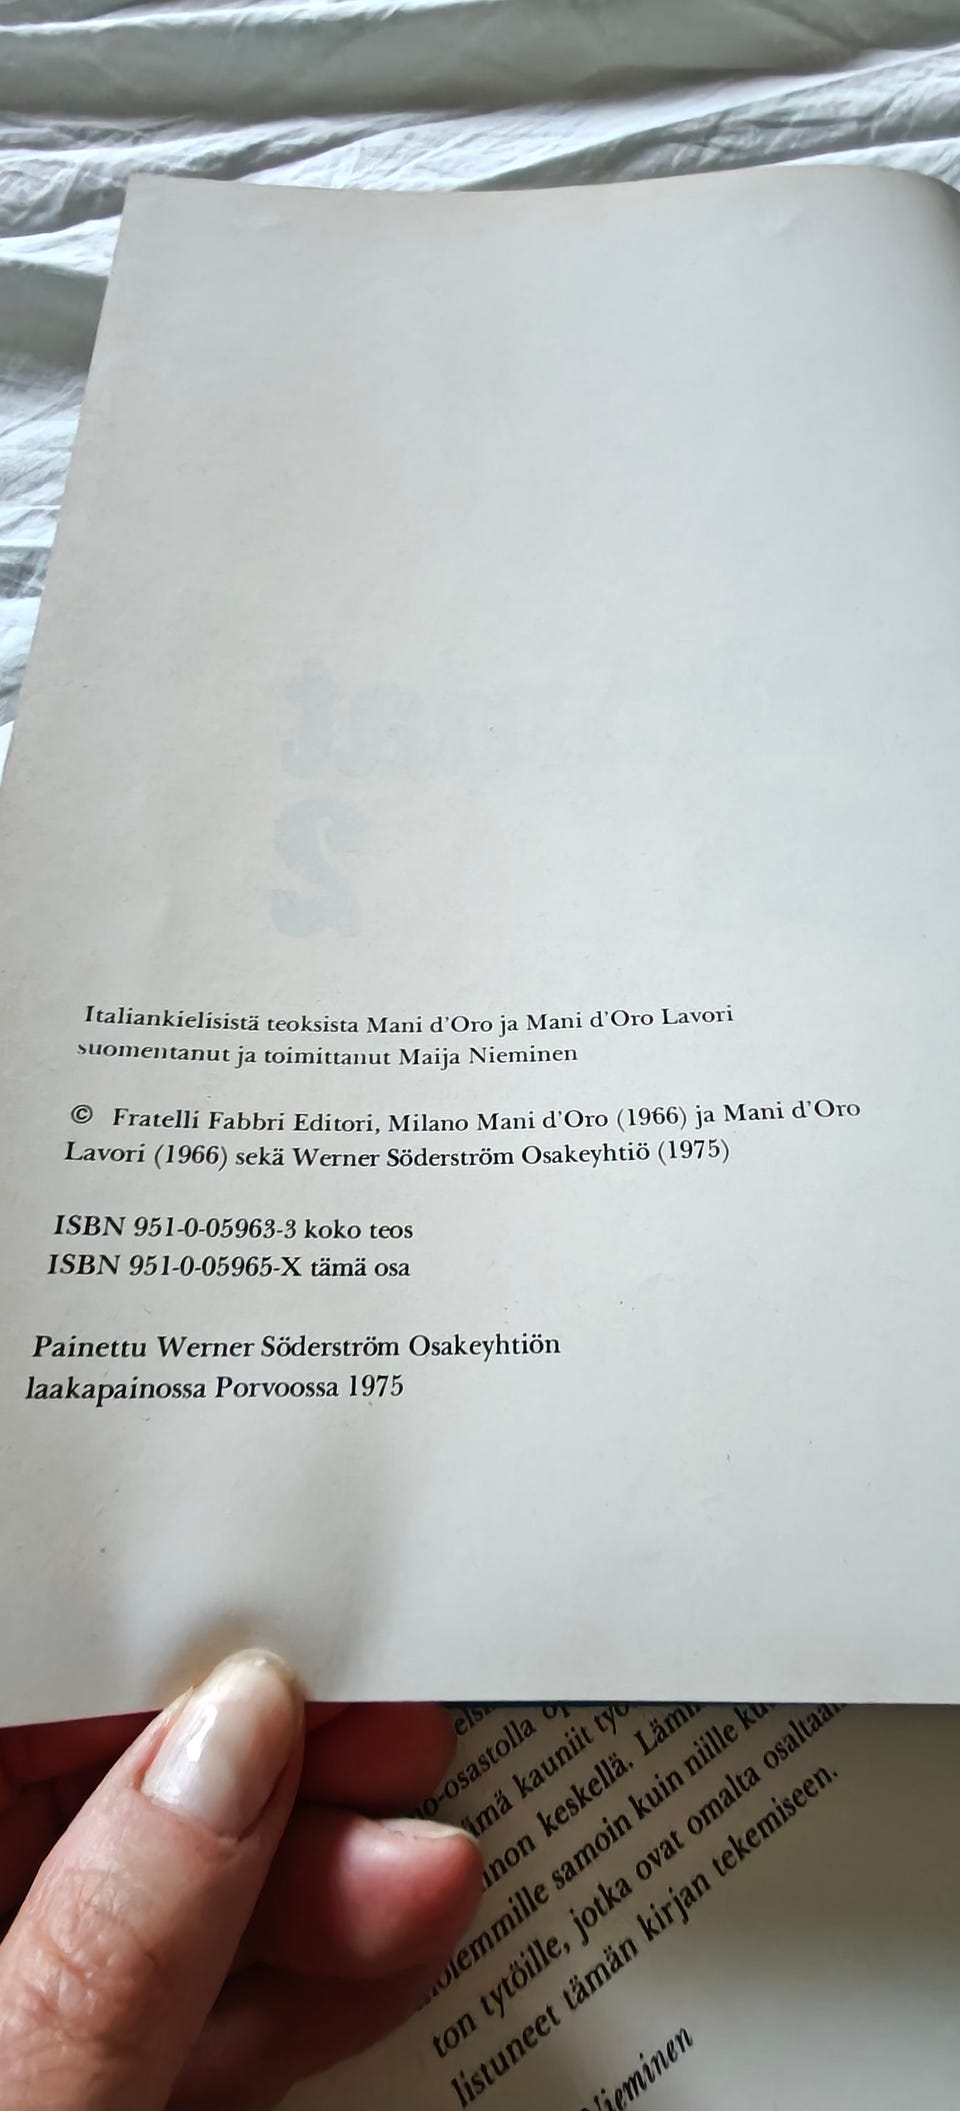 Italiankielisistä teoksista Mani d'Oro ja Mani d'Oro Lavori
suomentanut ja toimittanut Maija Nieminen
© Fratelli Fabbri Editori, Milano Mani d'Oro (1966) ja Mani d'Oro
Lavori (1966) sekä Werner Söderström Osakeyhtiö (1975)
ISBN 951-0-05963-3 koko teos
ISBN 951-0-05965-X tämä osa
Painettu Werner Söderström Osakeyhtiön
laakapainossa Porvoossa 1975
kauniit
keskellä.
samoin kuin niille
tytöille, jotka ovat omalta
tämän kirjan tekemiseen.
Nieminen